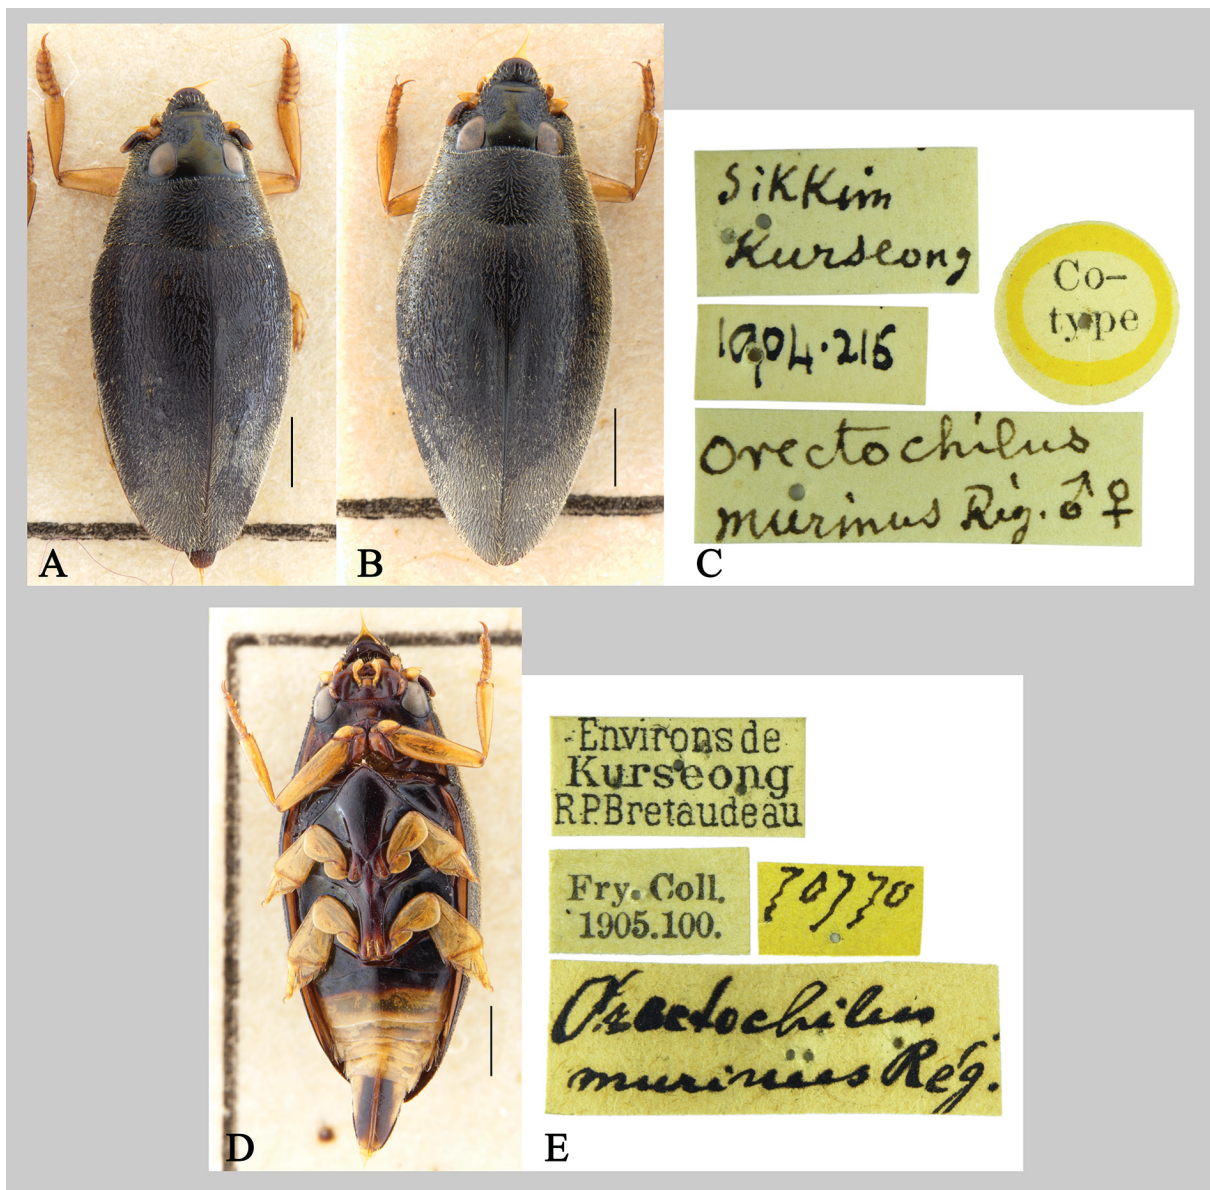 A
B
C
Sikkim
Kurseong
Co-
type
1904·216
Orectochilus
murinus Rég. ♂ ♀
D
E
Environs de
Kurseong
R.P. Bretaudeau
Fry. Coll.
1905.100.
70770
Orectochilus
murinus Rég.